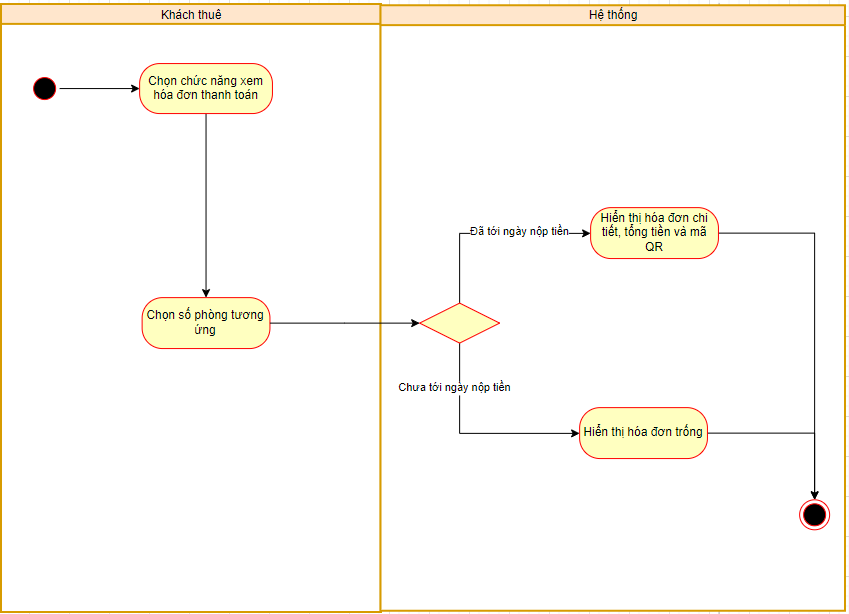 Khách thuê
Hệ thống
Chọn chức năng xem
hóa đơn thanh toán
Đã tới ngày nộp tiền
Hiển thị hóa đơn chi
tiết, tổng tiền và mã
QR
Chọn số phòng tương
ứng
Chưa tới ngày nộp tiền
Hiển thị hóa đơn trống